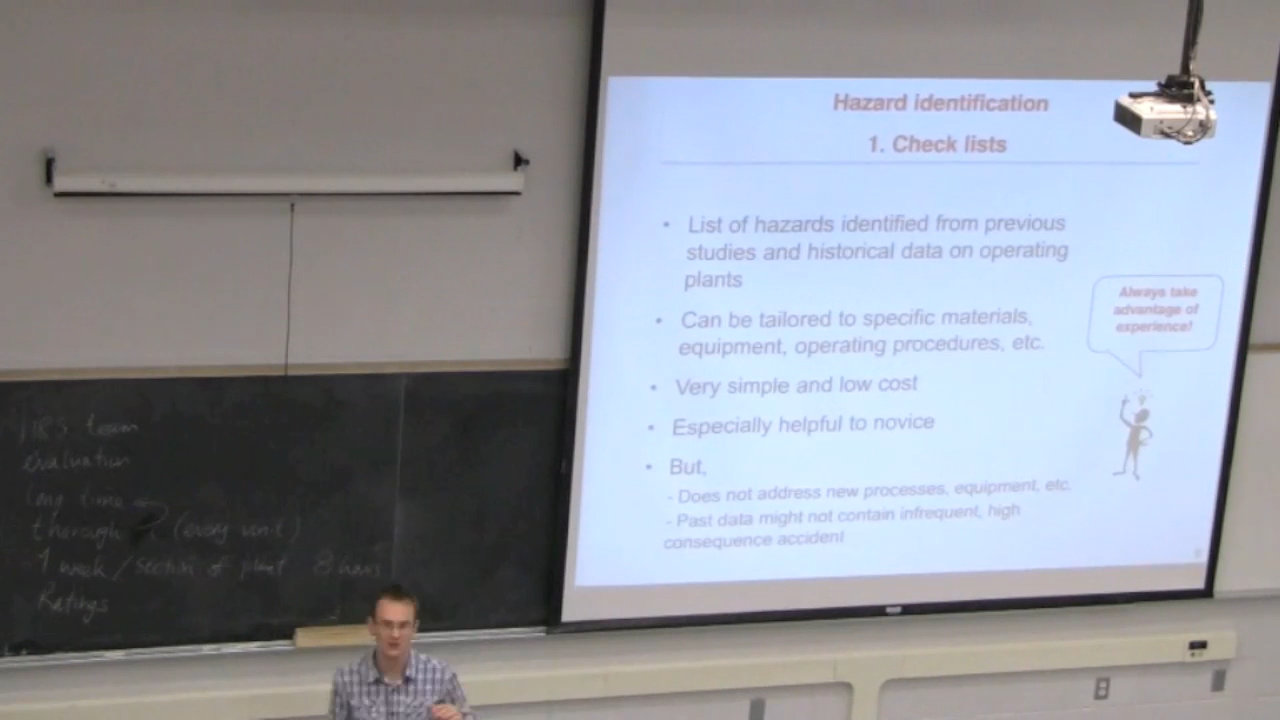 Hazard identification
1. Check lists
• List of hazards identified from previous
studies and historical data on operating
plants
• Can be tailored to specific materials,
equipment, operating procedures, etc.
• Very simple and low cost
• Especially helpful to novice
• But,
- Does not address new processes, equipment, etc.
- Past data might not contain infrequent, high
consequence accident
Always take
advantage of
experience!
team
evaluation
long time
thorough (every unit)
1 week / section of plant 8 hours
Ratings